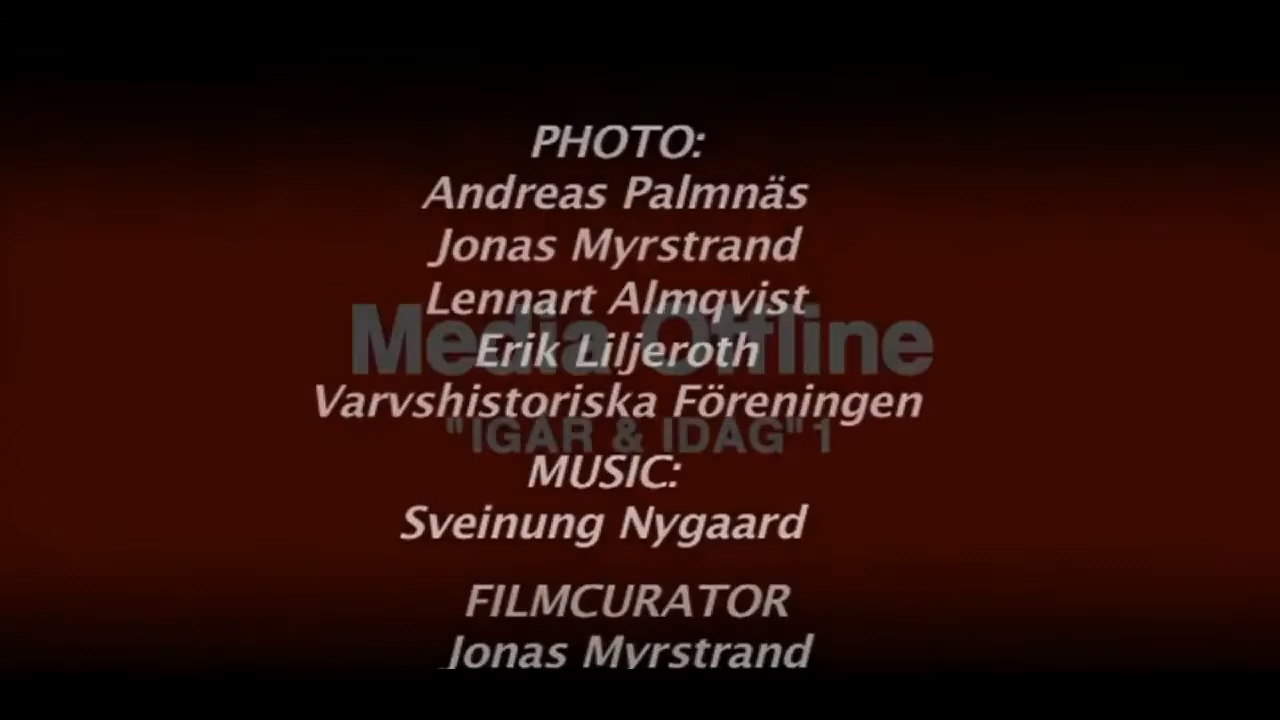 PHOTO:
Andreas Palmnäs
Jonas Myrstrand
Lennart Almqvist
Media Offline
Erik Liljeroth
Varvshistoriska Föreningen
"IGÅR & IDAG" 1
MUSIC:
Sveinung Nygaard
FILMCURATOR
Jonas Myrstrand